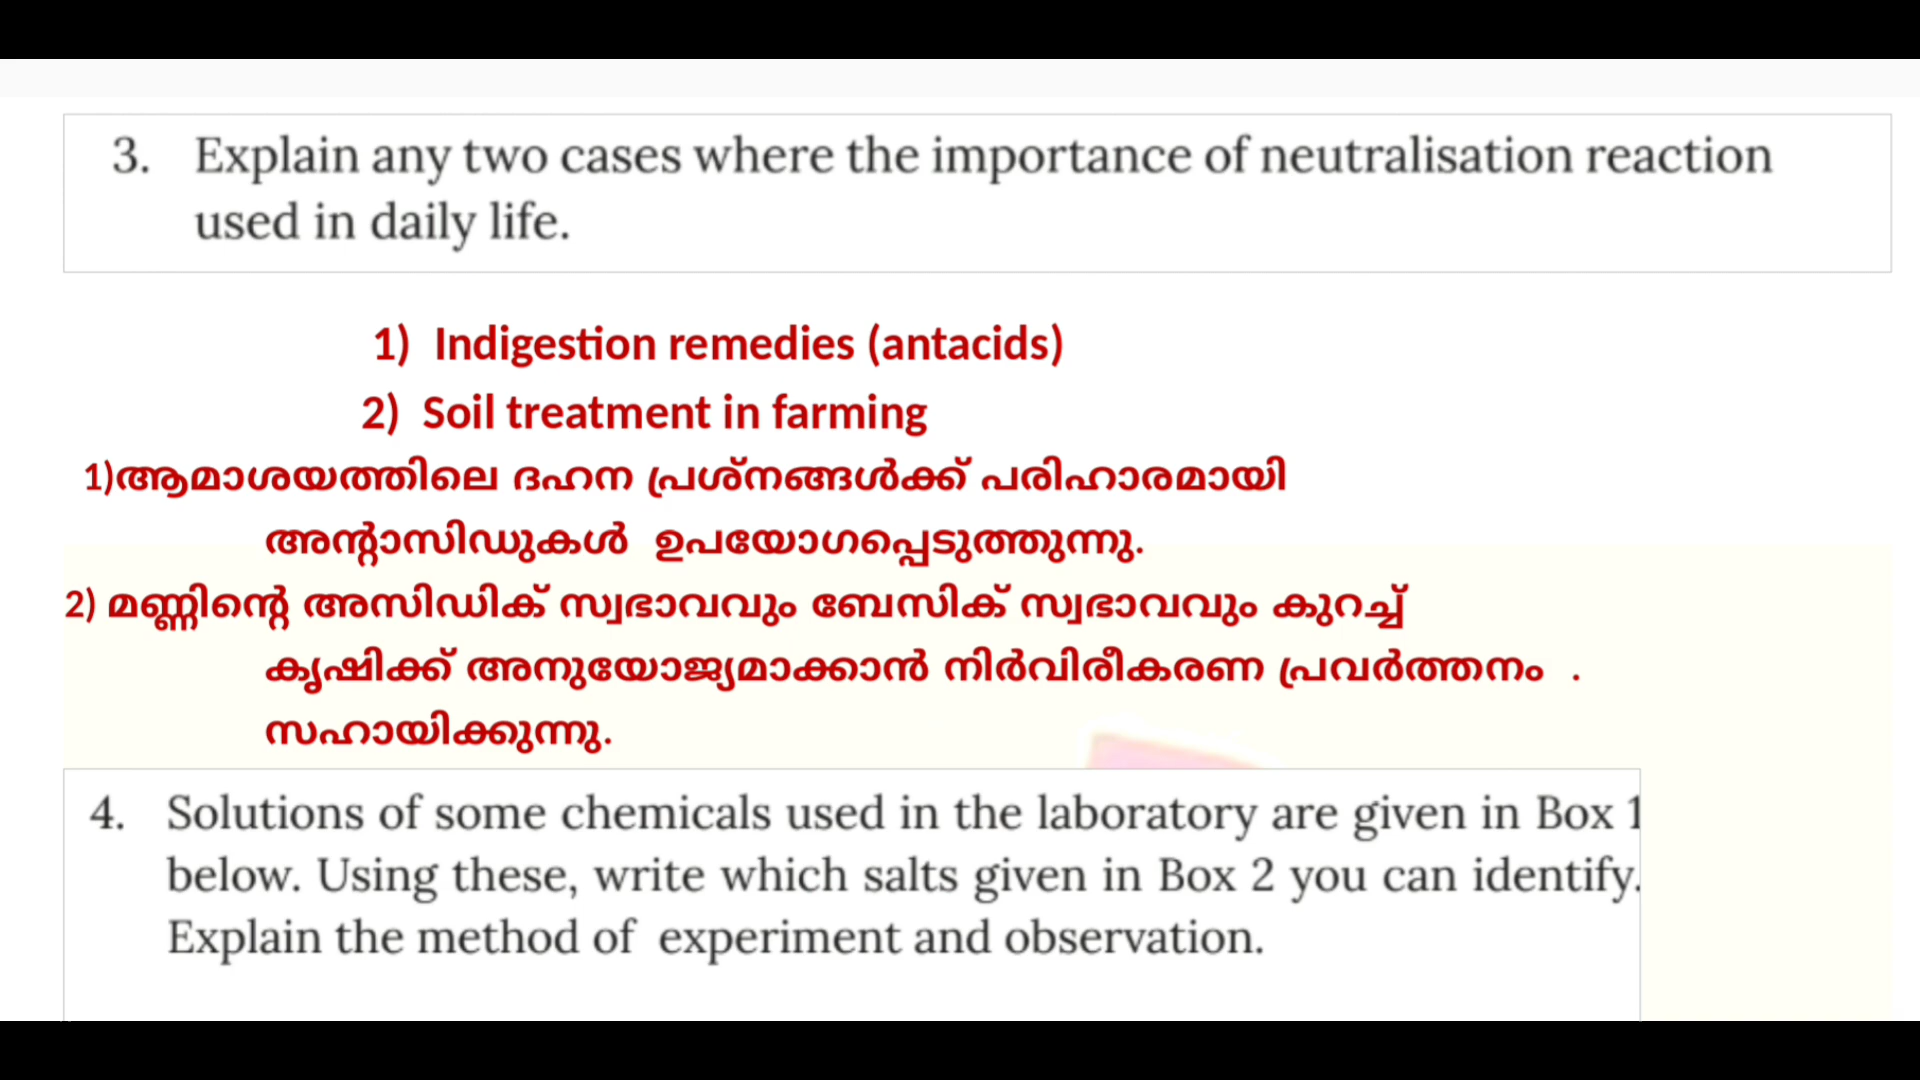 3. Explain any two cases where the importance of neutralisation reaction
used in daily life.
1) Indigestion remedies (antacids)
2) Soil treatment in farming
1)ആമാശയത്തിലെ ദഹന പ്രശ്നങ്ങൾക്ക് പരിഹാരമായി
അന്റാസിഡുകൾ ഉപയോഗപ്പെടുത്തുന്നു.
2) മണ്ണിന്റെ അസിഡിക് സ്വഭാവവും ബേസിക് സ്വഭാവവും കുറച്ച്
കൃഷിക്ക് അനുയോജ്യമാക്കാൻ നിർവിരീകരണ പ്രവർത്തനം .
സഹായിക്കുന്നു.
4. Solutions of some chemicals used in the laboratory are given in Box 1
below. Using these, write which salts given in Box 2 you can identify.
Explain the method of experiment and observation.